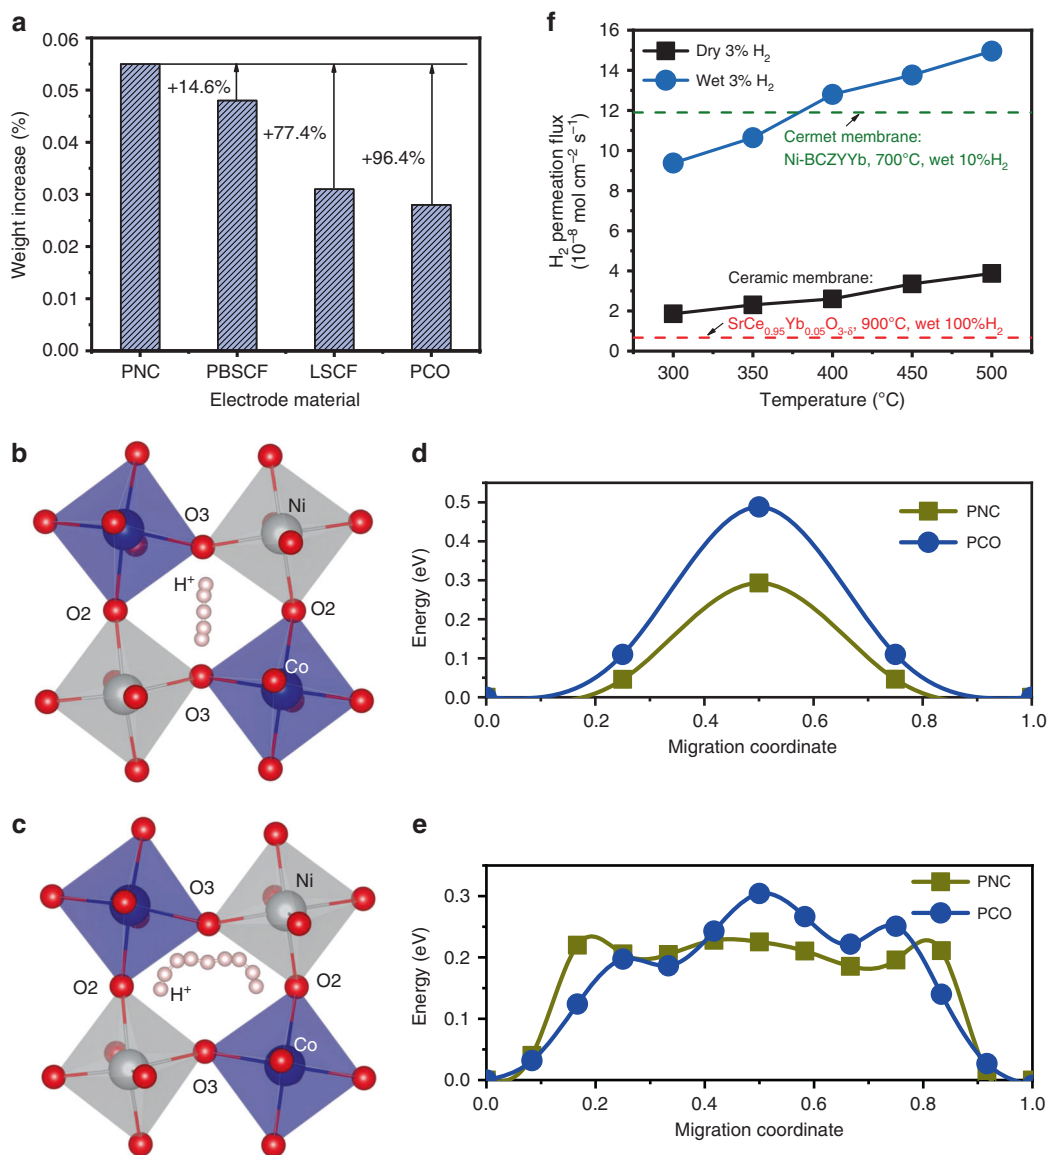 a
0.06
0.05
0.04
0.03
0.02
0.01
0.00
Weight increase (%)
+14.6%
+77.4%
+96.4%
PNC PBSCF LSCF PCO
Electrode material
f
16
14
12
10
8
6
4
2
0
H₂ permeation flux
(10⁻⁸ mol cm⁻² s⁻¹)
Dry 3% H₂
Wet 3% H₂
Cermet membrane:
Ni-BCZYYb, 700°C, wet 10%H₂
Ceramic membrane:
SrCe₀.₉₅Yb₀.₀₅O₃₋δ, 900°C, wet 100%H₂
300 350 400 450 500
Temperature (°C)
b
O3
Ni
H⁺
O2
O2
Co
O3
d
0.5
0.4
0.3
0.2
0.1
0.0
Energy (eV)
PNC
PCO
0.0 0.2 0.4 0.6 0.8 1.0
Migration coordinate
c
O3
Ni
O2
H⁺
O2
Co
O3
e
0.3
0.2
0.1
0.0
Energy (eV)
PNC
PCO
0.0 0.2 0.4 0.6 0.8 1.0
Migration coordinate